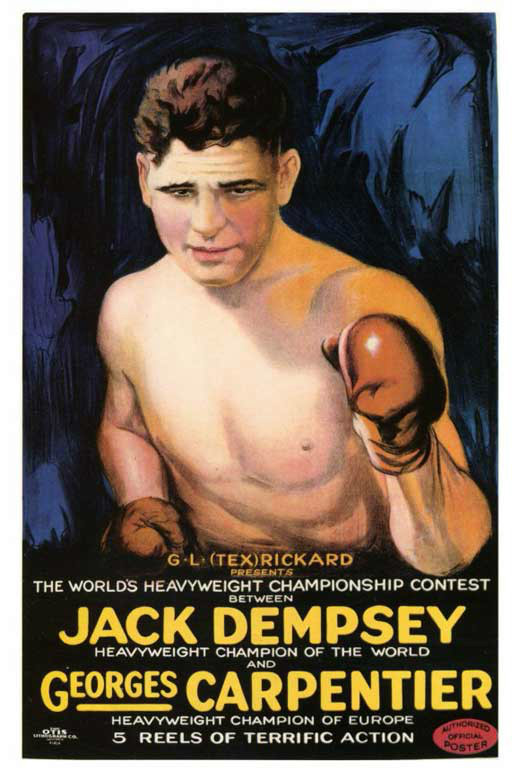 G·L·(TEX)RICKARD
PRESENTS
THE WORLD'S HEAVYWEIGHT CHAMPIONSHIP CONTEST
BETWEEN
JACK DEMPSEY
HEAVYWEIGHT CHAMPION OF THE WORLD
AND
GEORGES CARPENTIER
HEAVYWEIGHT CHAMPION OF EUROPE
5 REELS OF TERRIFIC ACTION
OTIS
LITHOGRAPH CO.
AUTHORIZED
OFFICIAL
POSTER